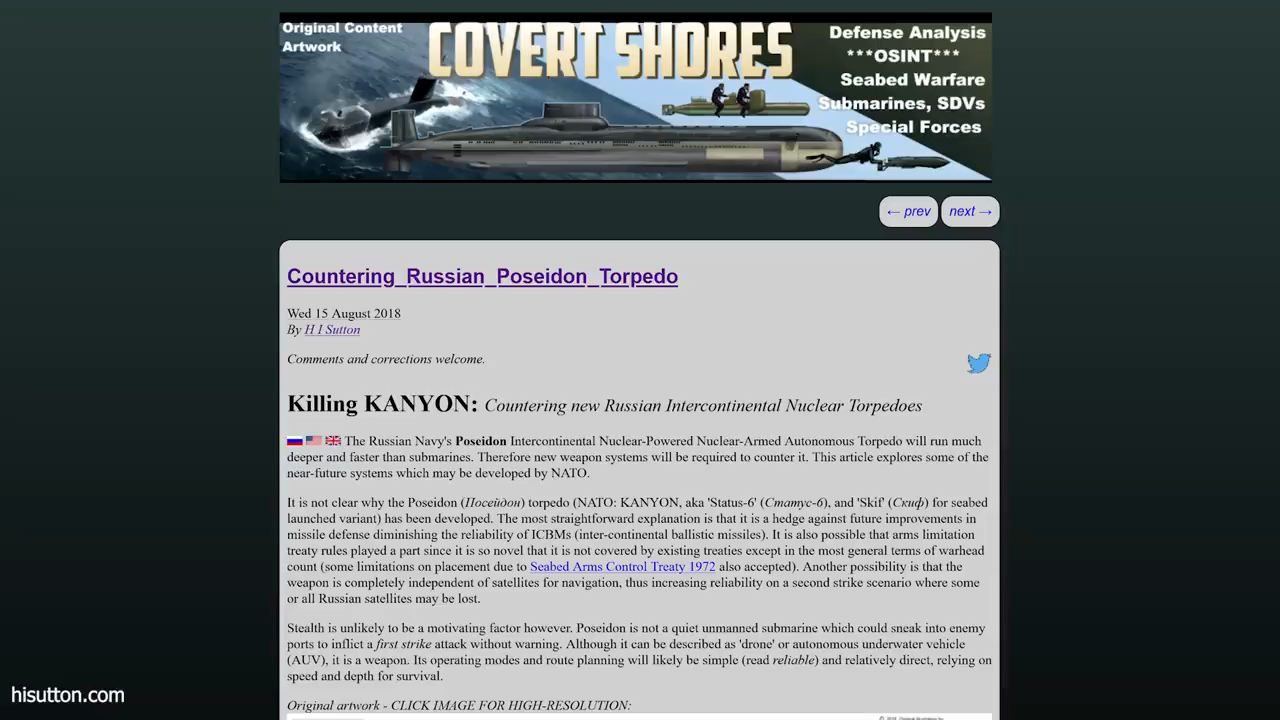 Original Content
Artwork
COVERT SHORES
Defense Analysis
***OSINT***
Seabed Warfare
Submarines, SDVs
Special Forces
← prev
next →
Countering_Russian_Poseidon_Torpedo
Wed 15 August 2018
By H I Sutton
Comments and corrections welcome.
Killing KANYON: Countering new Russian Intercontinental Nuclear Torpedoes
The Russian Navy's Poseidon Intercontinental Nuclear-Powered Nuclear-Armed Autonomous Torpedo will run much
deeper and faster than submarines. Therefore new weapon systems will be required to counter it. This article explores some of the
near-future systems which may be developed by NATO.
It is not clear why the Poseidon (Посейдон) torpedo (NATO: KANYON, aka 'Status-6' (Статус-6), and 'Skif' (Скиф) for seabed
launched variant) has been developed. The most straightforward explanation is that it is a hedge against future improvements in
missile defense diminishing the reliability of ICBMs (inter-continental ballistic missiles). It is also possible that arms limitation
treaty rules played a part since it is so novel that it is not covered by existing treaties except in the most general terms of warhead
count (some limitations on placement due to Seabed Arms Control Treaty 1972 also accepted). Another possibility is that the
weapon is completely independent of satellites for navigation, thus increasing reliability on a second strike scenario where some
or all Russian satellites may be lost.
Stealth is unlikely to be a motivating factor however. Poseidon is not a quiet unmanned submarine which could sneak into enemy
ports to inflict a first strike attack without warning. Although it can be described as 'drone' or autonomous underwater vehicle
(AUV), it is a weapon. Its operating modes and route planning will likely be simple (read reliable) and relatively direct, relying on
speed and depth for survival.
Original artwork - CLICK IMAGE FOR HIGH-RESOLUTION:
hisutton.com